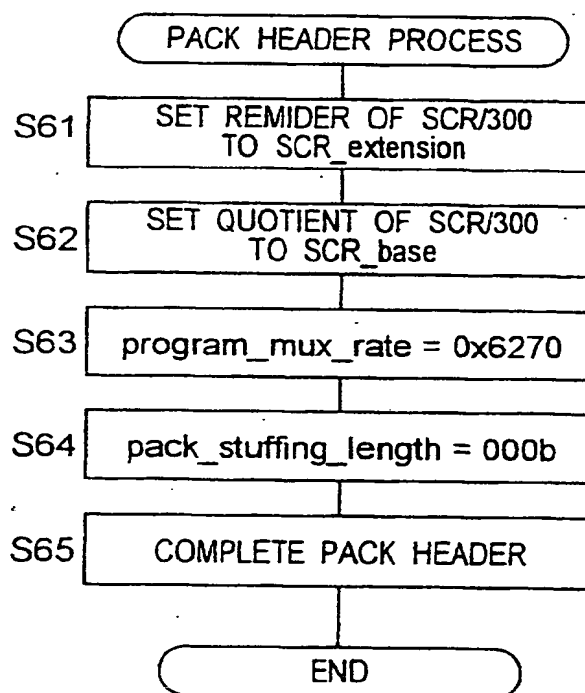 PACK HEADER PROCESS
S61
SET REMIDER OF SCR/300
TO SCR_extension
S62
SET QUOTIENT OF SCR/300
TO SCR_base
S63
program_mux_rate = 0x6270
S64
pack_stuffing_length = 000b
S65
COMPLETE PACK HEADER
END